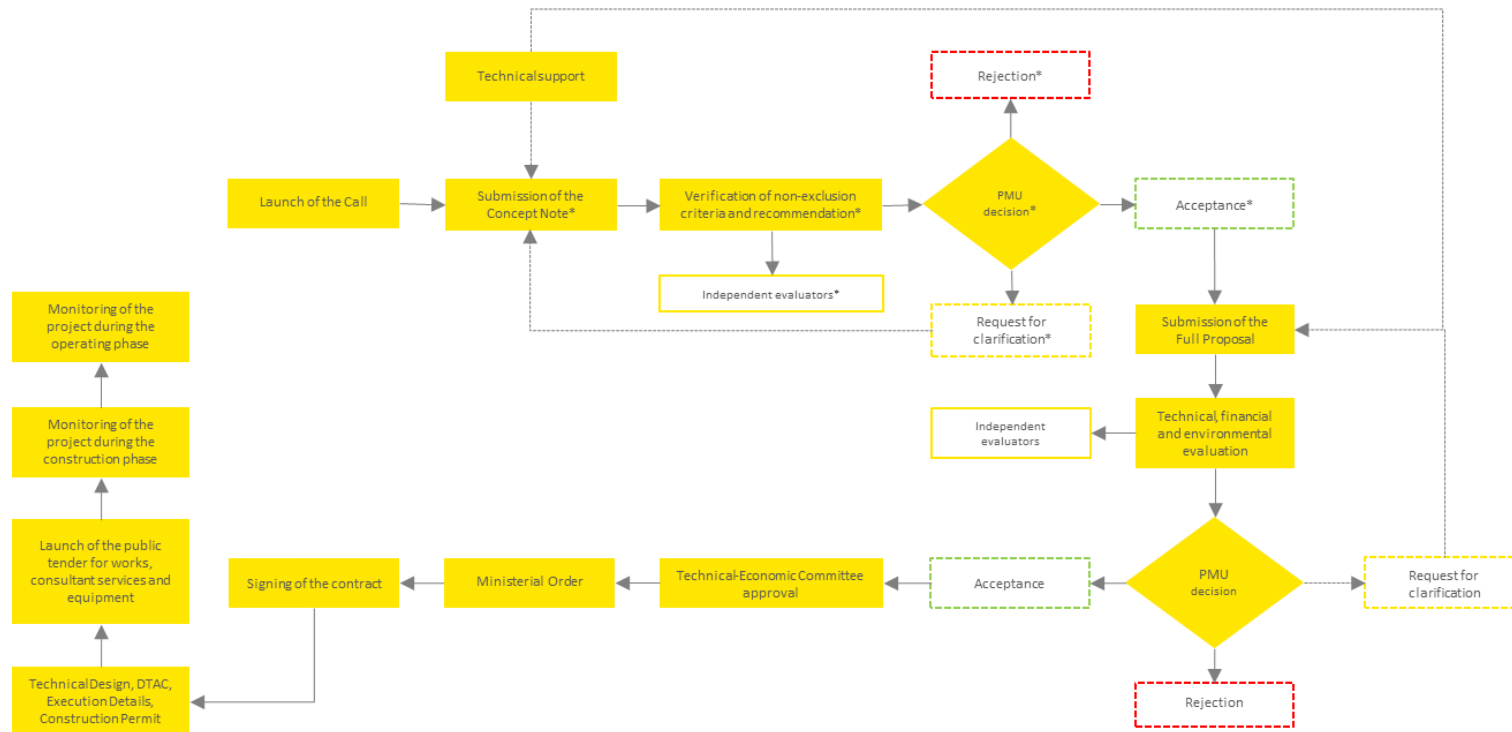 Technical support
Rejection*
Launch of the Call
Submission of the
Concept Note*
Verification of non-exclusion
criteria and recommendation*
PMU
decision*
Acceptance*
Independent evaluators*
Request for
clarification*
Submission of the
Full Proposal
Monitoring of the
project during the
operating phase
Independent
evaluators
Technical, financial
and environmental
evaluation
Monitoring of the
project during the
construction phase
Launch of the public
tender for works,
consultant services and
equipment
Signing of the contract
Ministerial Order
Technical-Economic Committee
approval
Acceptance
PMU
decision
Request for
clarification
Technical Design, DTAC,
Execution Details,
Construction Permit
Rejection